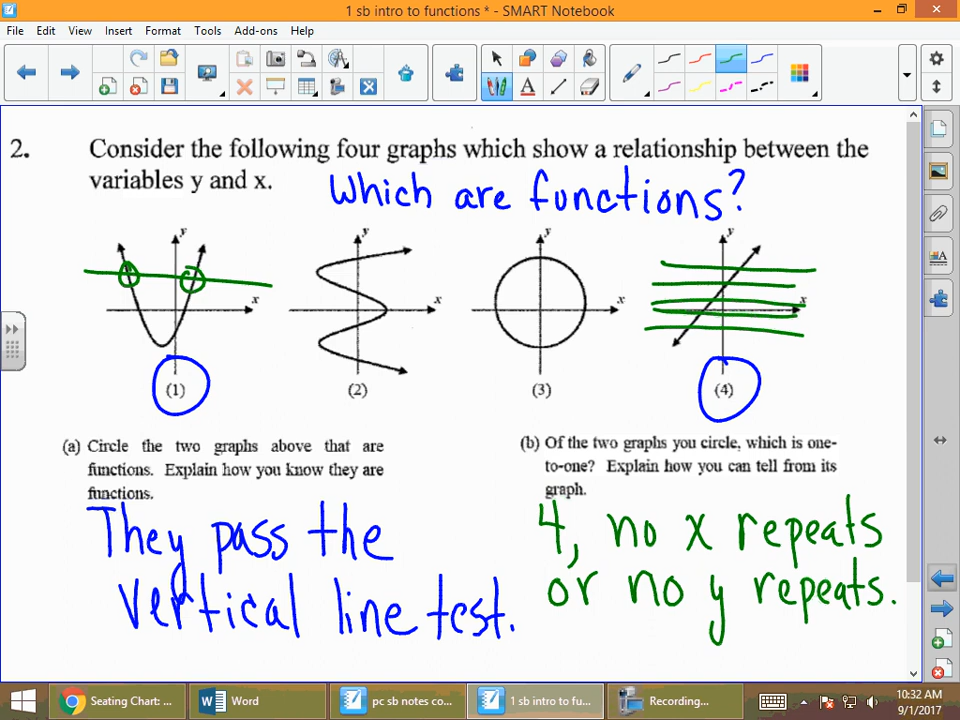 1 sb intro to functions * - SMART Notebook
File Edit View Insert Format Tools Add-ons Help
2. Consider the following four graphs which show a relationship between the
variables y and x.
Which are functions?
y y y y
x x x x
(1) (2) (3) (4)
(a) Circle the two graphs above that are
functions. Explain how you know they are
functions.
They pass the
vertical line test.
(b) Of the two graphs you circle, which is one-
to-one? Explain how you can tell from its
graph.
4, no x repeats
or no y repeats.
Seating Chart: ... Word pc sb notes co... 1 sb intro to fu... Recording...
10:32 AM
9/1/2017